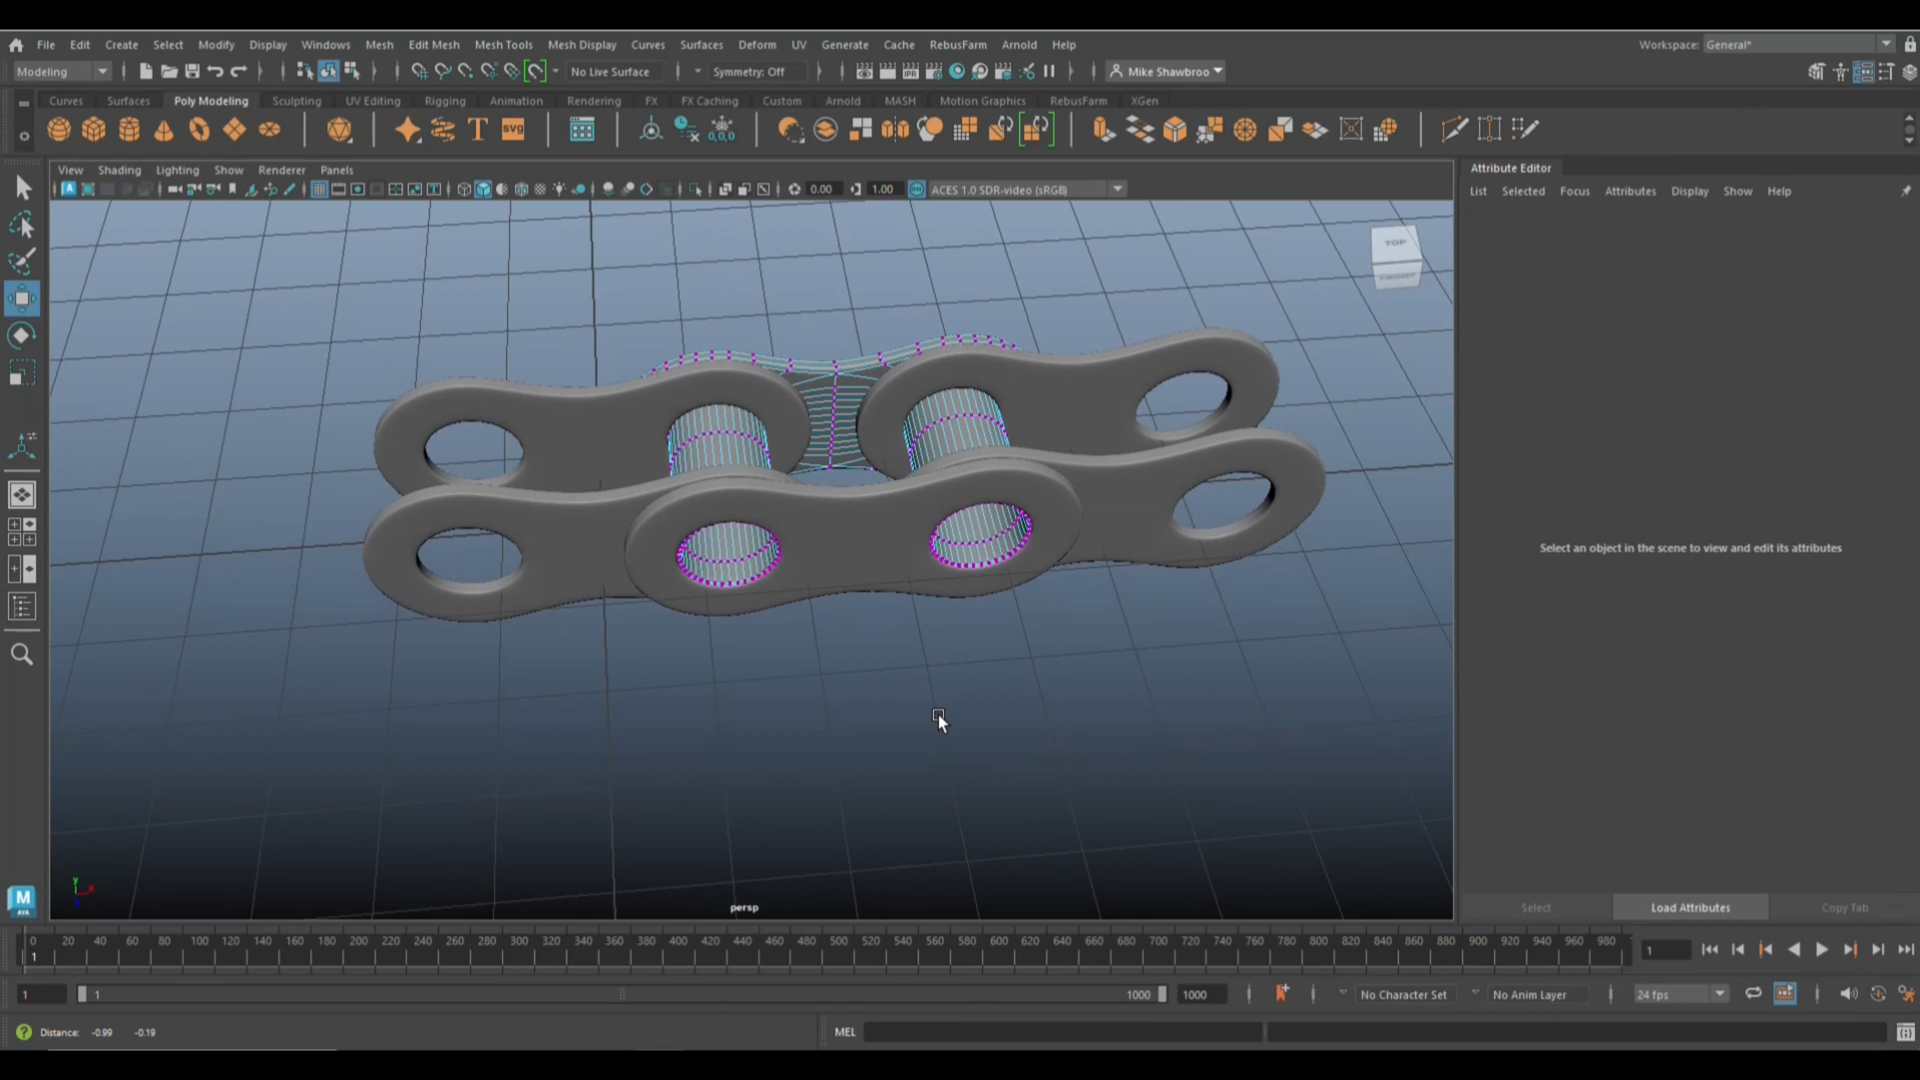 File Edit Create Select Modify Display Windows Mesh Edit Mesh Mesh Tools Mesh Display Curves Surfaces Deform UV Generate Cache RebusFarm Arnold Help Workspace: General*
Modeling No Live Surface Symmetry: Off IPR Mike Shawbroo
Curves Surfaces Poly Modeling Sculpting UV Editing Rigging Animation Rendering FX FX Caching Custom Arnold MASH Motion Graphics RebusFarm XGen
T SVG 0,0,0
View Shading Lighting Show Renderer Panels
0.00 1.00 ACES 1.0 SDR-video (sRGB)
Attribute Editor
List Selected Focus Attributes Display Show Help
TOP
FRONT
Select an object in the scene to view and edit its attributes
persp
Select Load Attributes Copy Tab
0 20 40 60 80 100 120 140 160 180 200 220 240 260 280 300 320 340 360 380 400 420 440 460 480 500 520 540 560 580 600 620 640 660 680 700 720 740 760 780 800 820 840 860 880 900 920 940 960 980
1 1
1 1 1000 1000 No Character Set No Anim Layer 24 fps
Distance: -0.99 -0.19 MEL